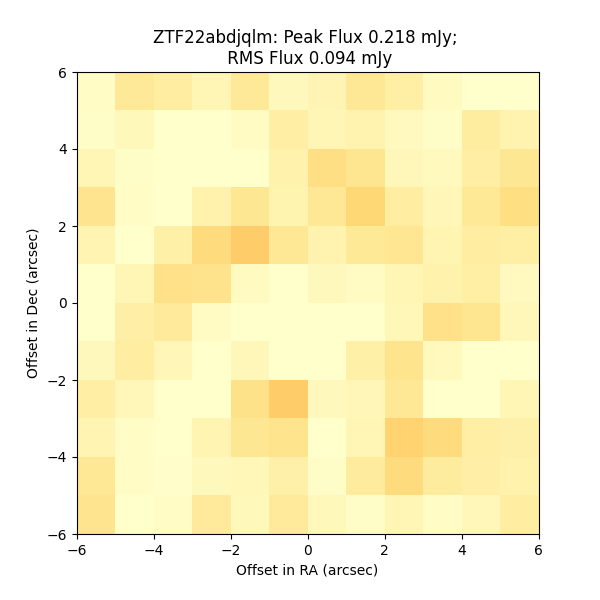 ZTF22abdjqlm: Peak Flux 0.218 mJy;
RMS Flux 0.094 mJy
6
4
2
0
−2
−4
−6
Offset in Dec (arcsec)
−6 −4 −2 0 2 4 6
Offset in RA (arcsec)